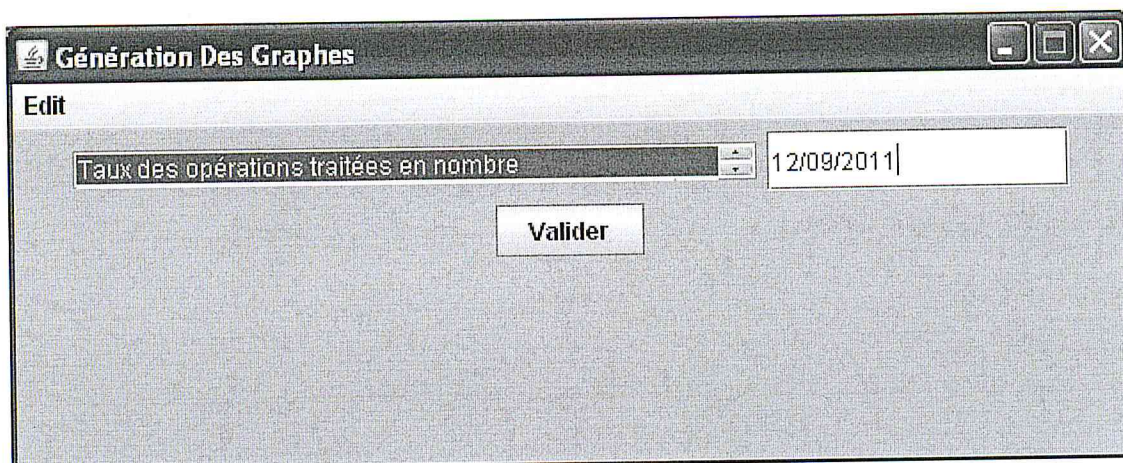 Génération Des Graphes
Edit
Taux des opérations traitées en nombre
12/09/2011
Valider